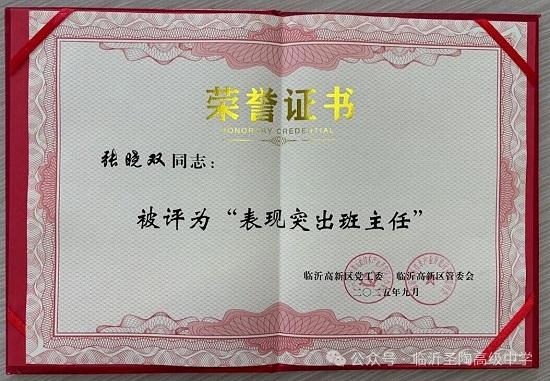 荣誉证书
HONORARY CREDENTIAL
张晓双同志：
被评为“表现突出班主任”
临沂高新区党工委 临沂高新区管委会
二〇二五年九月
公众号·临沂圣陶高级中学